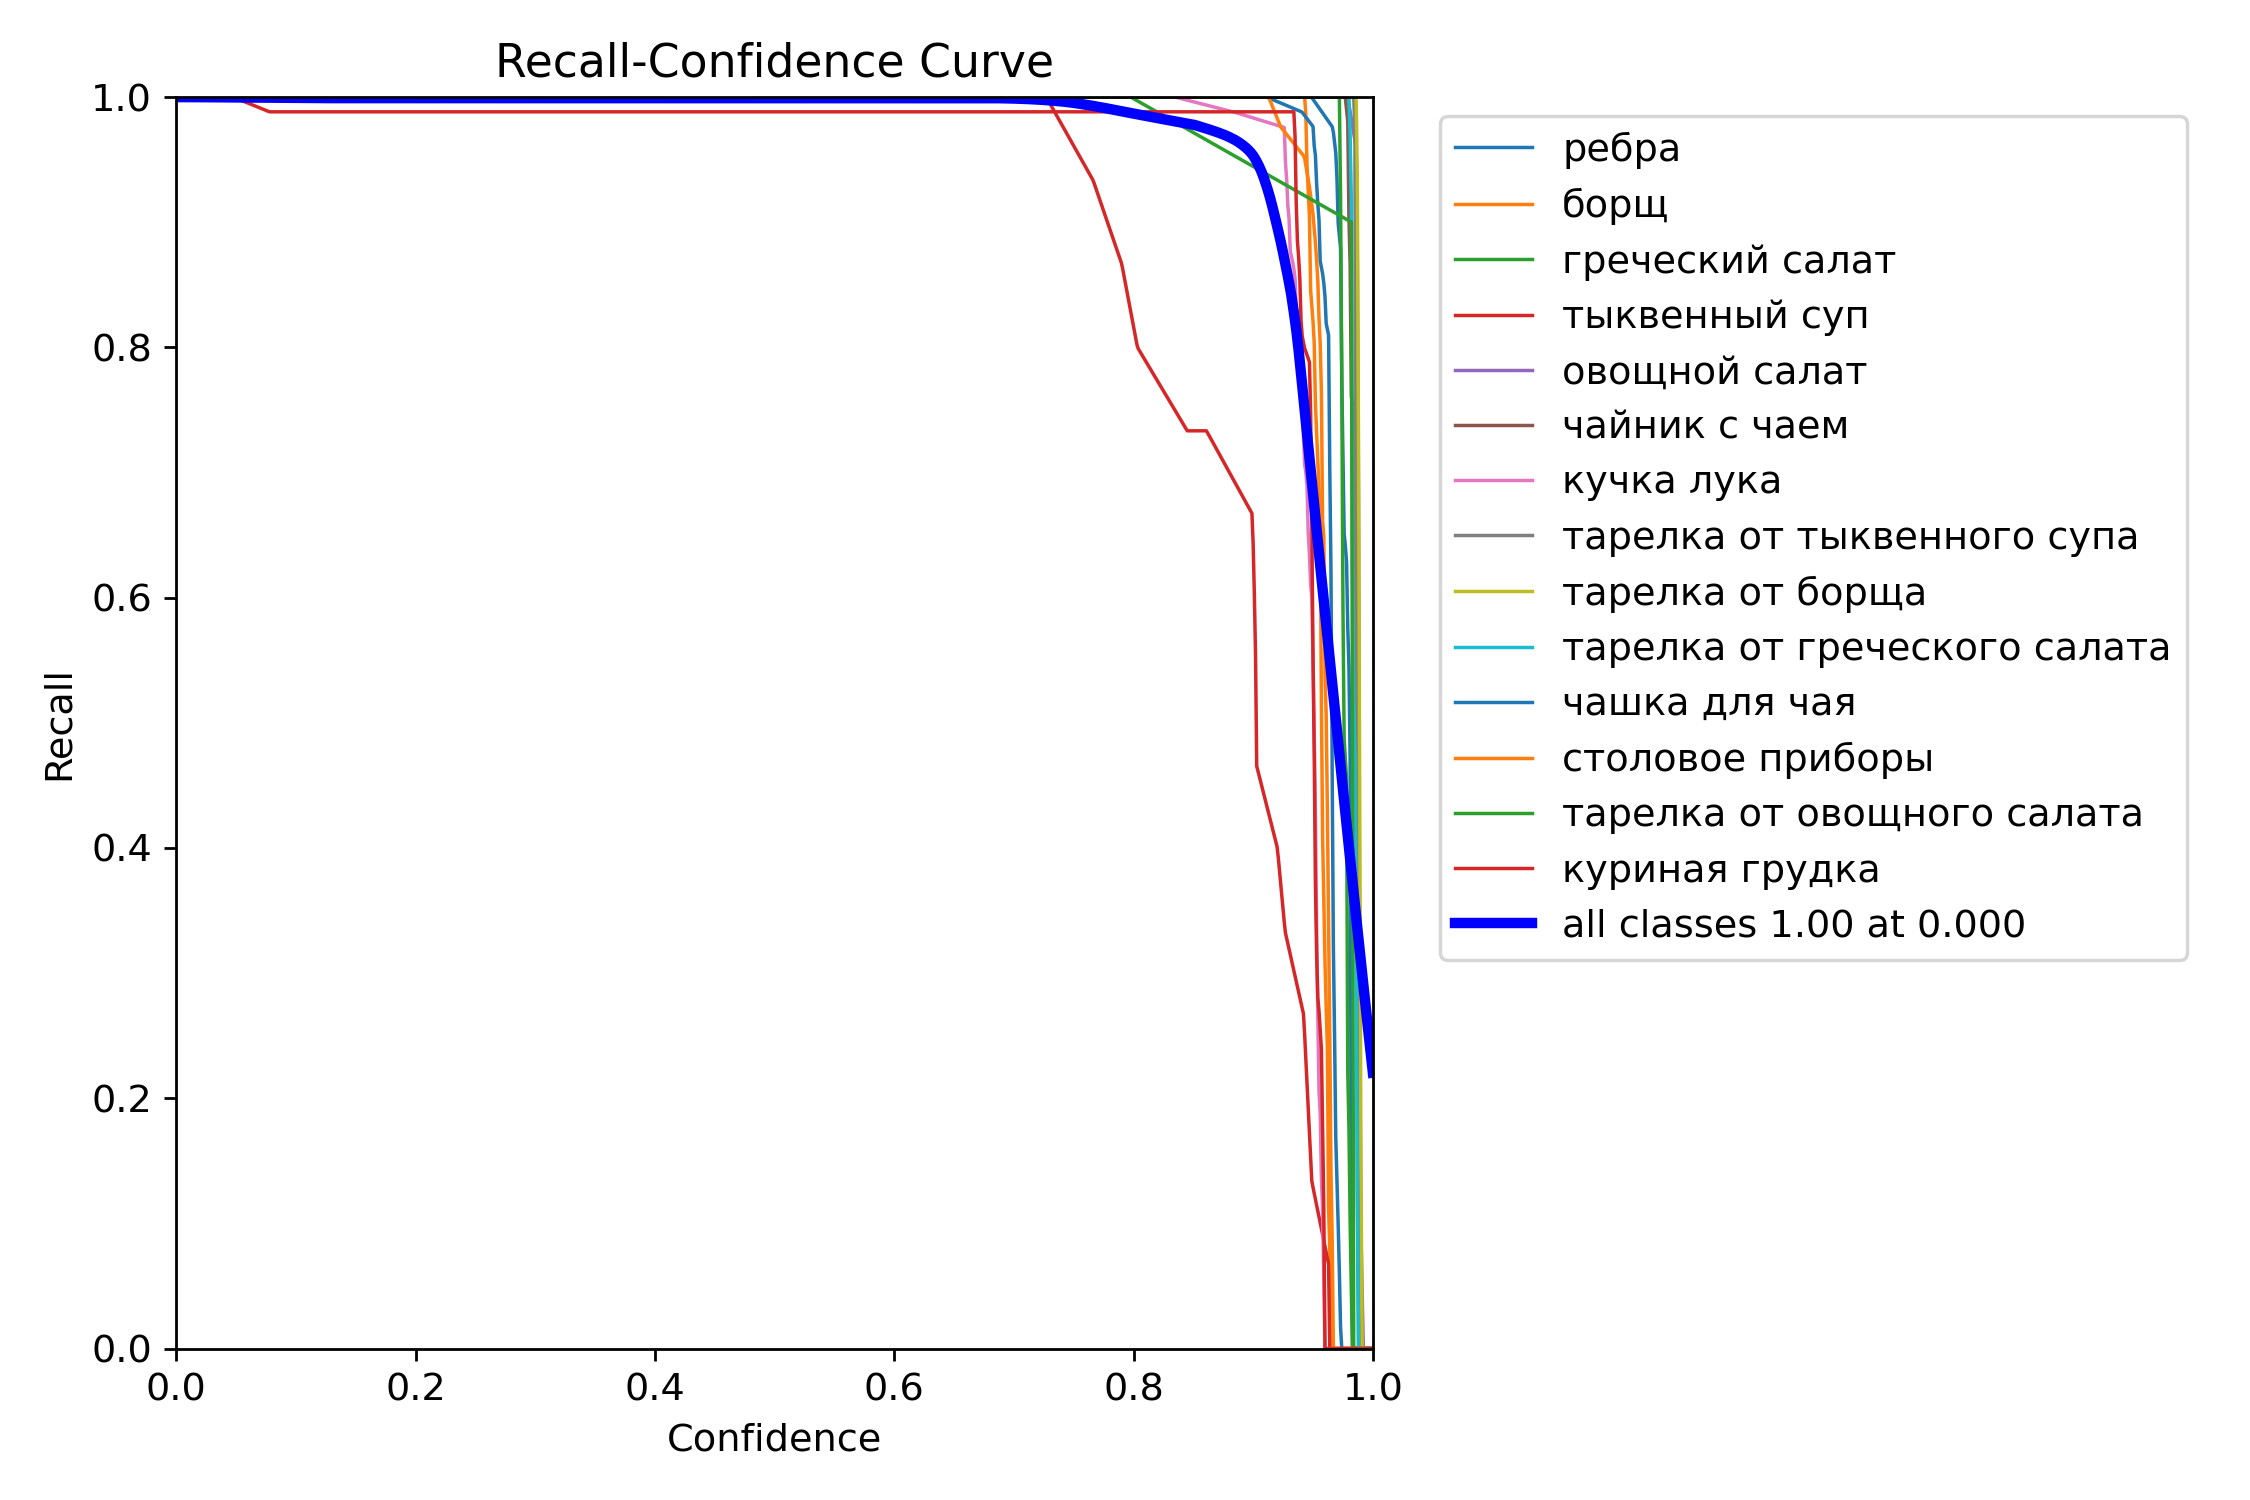 Recall-Confidence Curve
1.0
0.8
0.6
0.4
0.2
0.0
Recall
0.0 0.2 0.4 0.6 0.8 1.0
Confidence
ребра
борщ
греческий салат
тыквенный суп
овощной салат
чайник с чаем
кучка лука
тарелка от тыквенного супа
тарелка от борща
тарелка от греческого салата
чашка для чая
столовое приборы
тарелка от овощного салата
куриная грудка
all classes 1.00 at 0.000